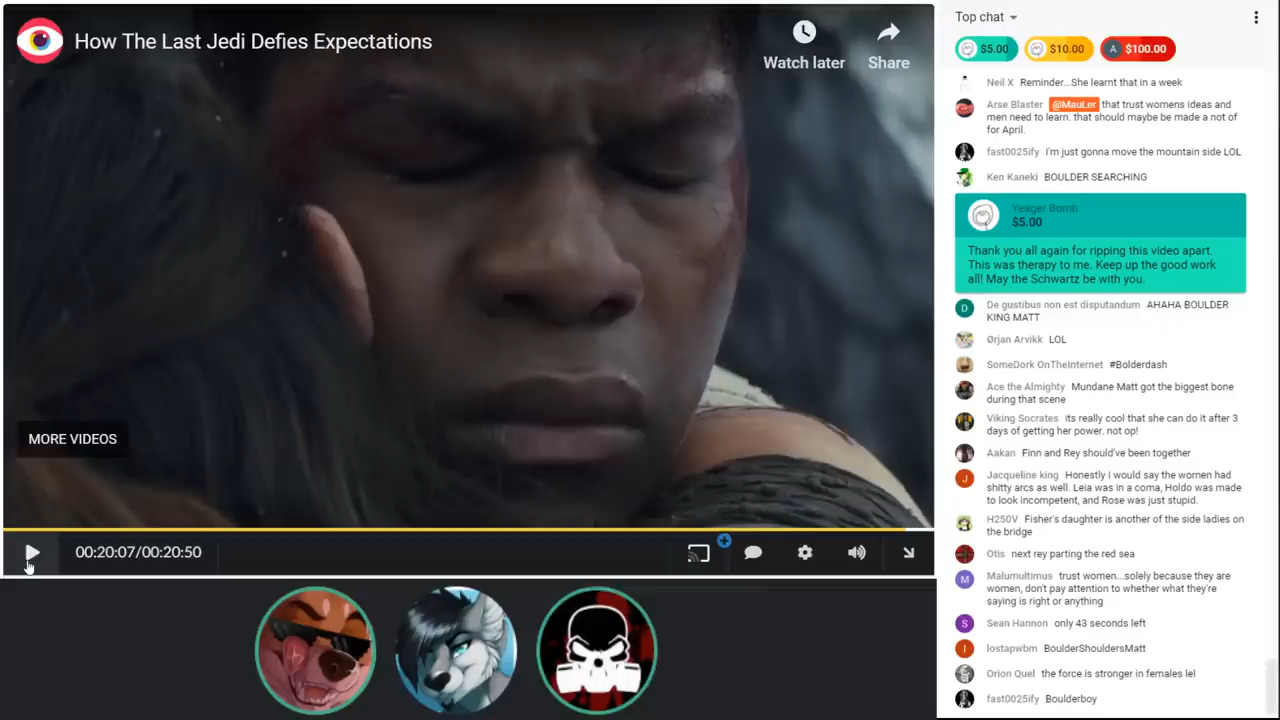 How The Last Jedi Defies Expectations
Watch later
Share
MORE VIDEOS
00:20:07/00:20:50
Top chat
$5.00
$10.00
A
$100.00
Neil X Reminder...She learnt that in a week
Arse Blaster @MauLer that trust womens ideas and
men need to learn. that should maybe be made a not of
for April.
fast0025ify I'm just gonna move the mountain side LOL
Ken Kaneki BOULDER SEARCHING
Yeager Bomb
$5.00
Thank you all again for ripping this video apart.
This was therapy to me. Keep up the good work
all! May the Schwartz be with you.
D
De gustibus non est disputandum AHAHA BOULDER
KING MATT
Ørjan Arvikk LOL
SomeDork OnTheInternet #Bolderdash
Ace the Almighty Mundane Matt got the biggest bone
during that scene
Viking Socrates its really cool that she can do it after 3
days of getting her power. not op!
Aakan Finn and Rey should've been together
J
Jacqueline king Honestly I would say the women had
shitty arcs as well. Leia was in a coma, Holdo was made
to look incompetent, and Rose was just stupid.
H250V Fisher's daughter is another of the side ladies on
the bridge
Otis next rey parting the red sea
M
Malumultimus trust women...solely because they are
women, don't pay attention to whether what they're
saying is right or anything
S
Sean Hannon only 43 seconds left
I
lostapwbm BoulderShouldersMatt
Orion Quel the force is stronger in females lel
fast0025ify Boulderboy